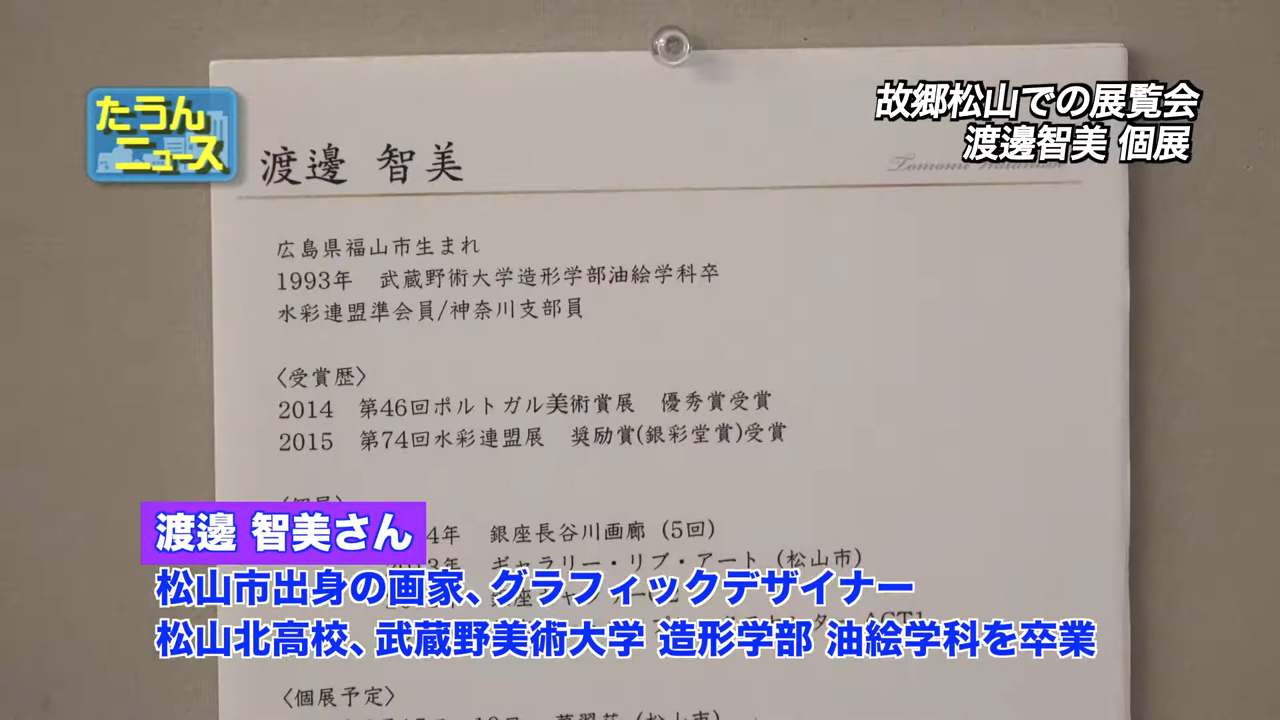 たうん
ニュース
故郷松山での展覧会
渡邊智美 個展
渡邊 智美
広島県福山市生まれ
1993年 武蔵野術大学造形学部油絵学科卒
水彩連盟準会員/神奈川支部員
〈受賞歴〉
2014 第46回ポルトガル美術賞展 優秀賞受賞
2015 第74回水彩連盟展 奨励賞(銀彩堂賞)受賞
4年 銀座長谷川画廊 (5回)
3年 ギャラリー・リブ・アート (松山市)
渡邊 智美さん
松山市出身の画家、グラフィックデザイナー
松山北高校、武蔵野美術大学 造形学部 油絵学科を卒業
〈個展予定〉